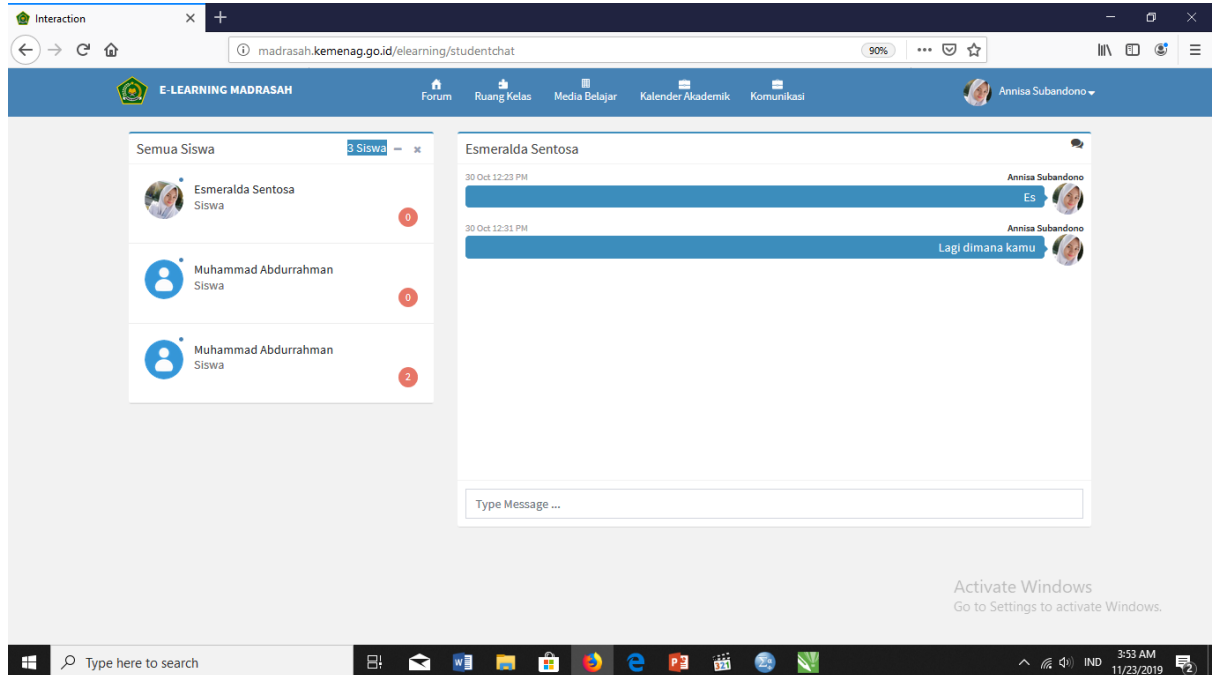 Interaction
madrasah.kemenag.go.id/elearning/studentchat
90%
E-LEARNING MADRASAH
Forum
Ruang Kelas
Media Belajar
Kalender Akademik
Komunikasi
Annisa Subandono
Semua Siswa
3 Siswa
Esmeralda Sentosa
Siswa
0
Muhammad Abdurrahman
Siswa
0
Muhammad Abdurrahman
Siswa
2
Esmeralda Sentosa
30 Oct 12:23 PM
Annisa Subandono
Es
30 Oct 12:31 PM
Annisa Subandono
Lagi dimana kamu
Type Message ...
Activate Windows
Go to Settings to activate Windows.
Type here to search
IND
3:53 AM
11/23/2019
2